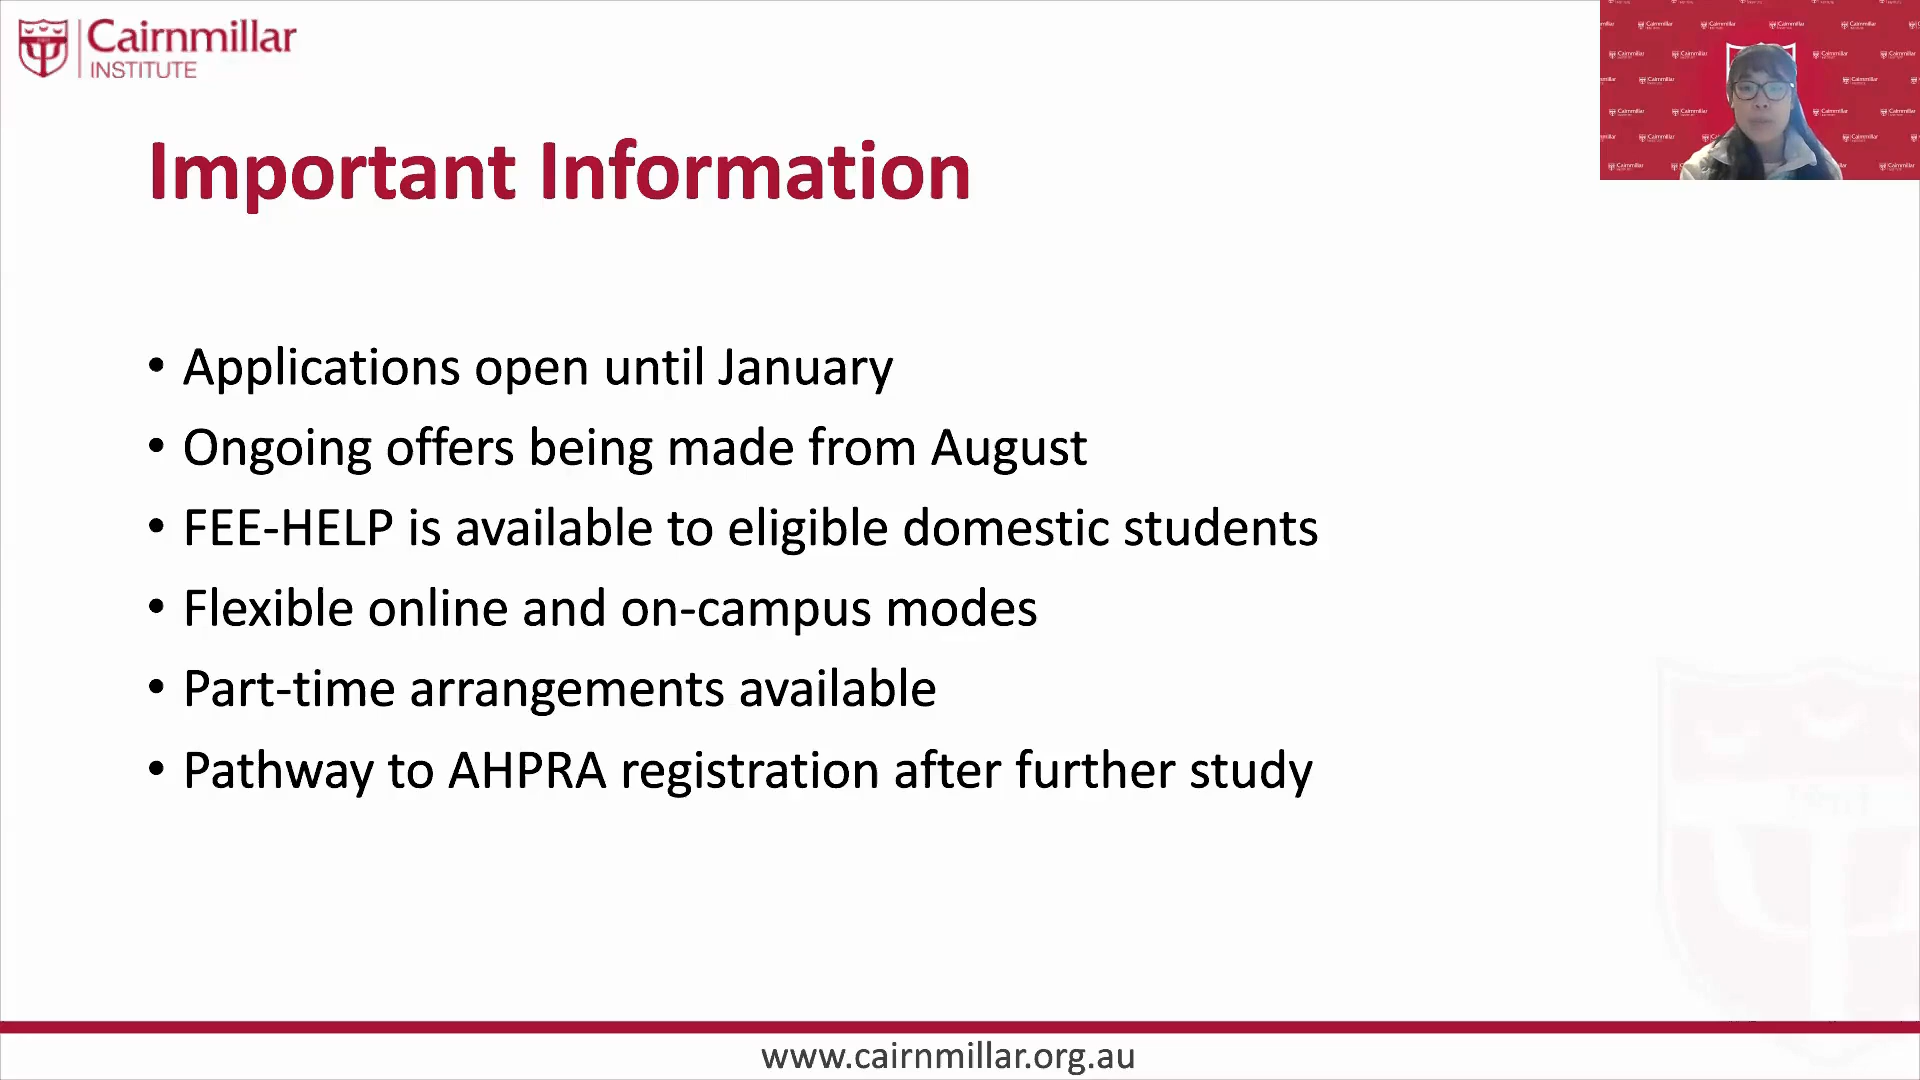 Cairnmillar
INSTITUTE
Important Information
• Applications open until January
• Ongoing offers being made from August
• FEE-HELP is available to eligible domestic students
• Flexible online and on-campus modes
• Part-time arrangements available
• Pathway to AHPRA registration after further study
www.cairnmillar.org.au